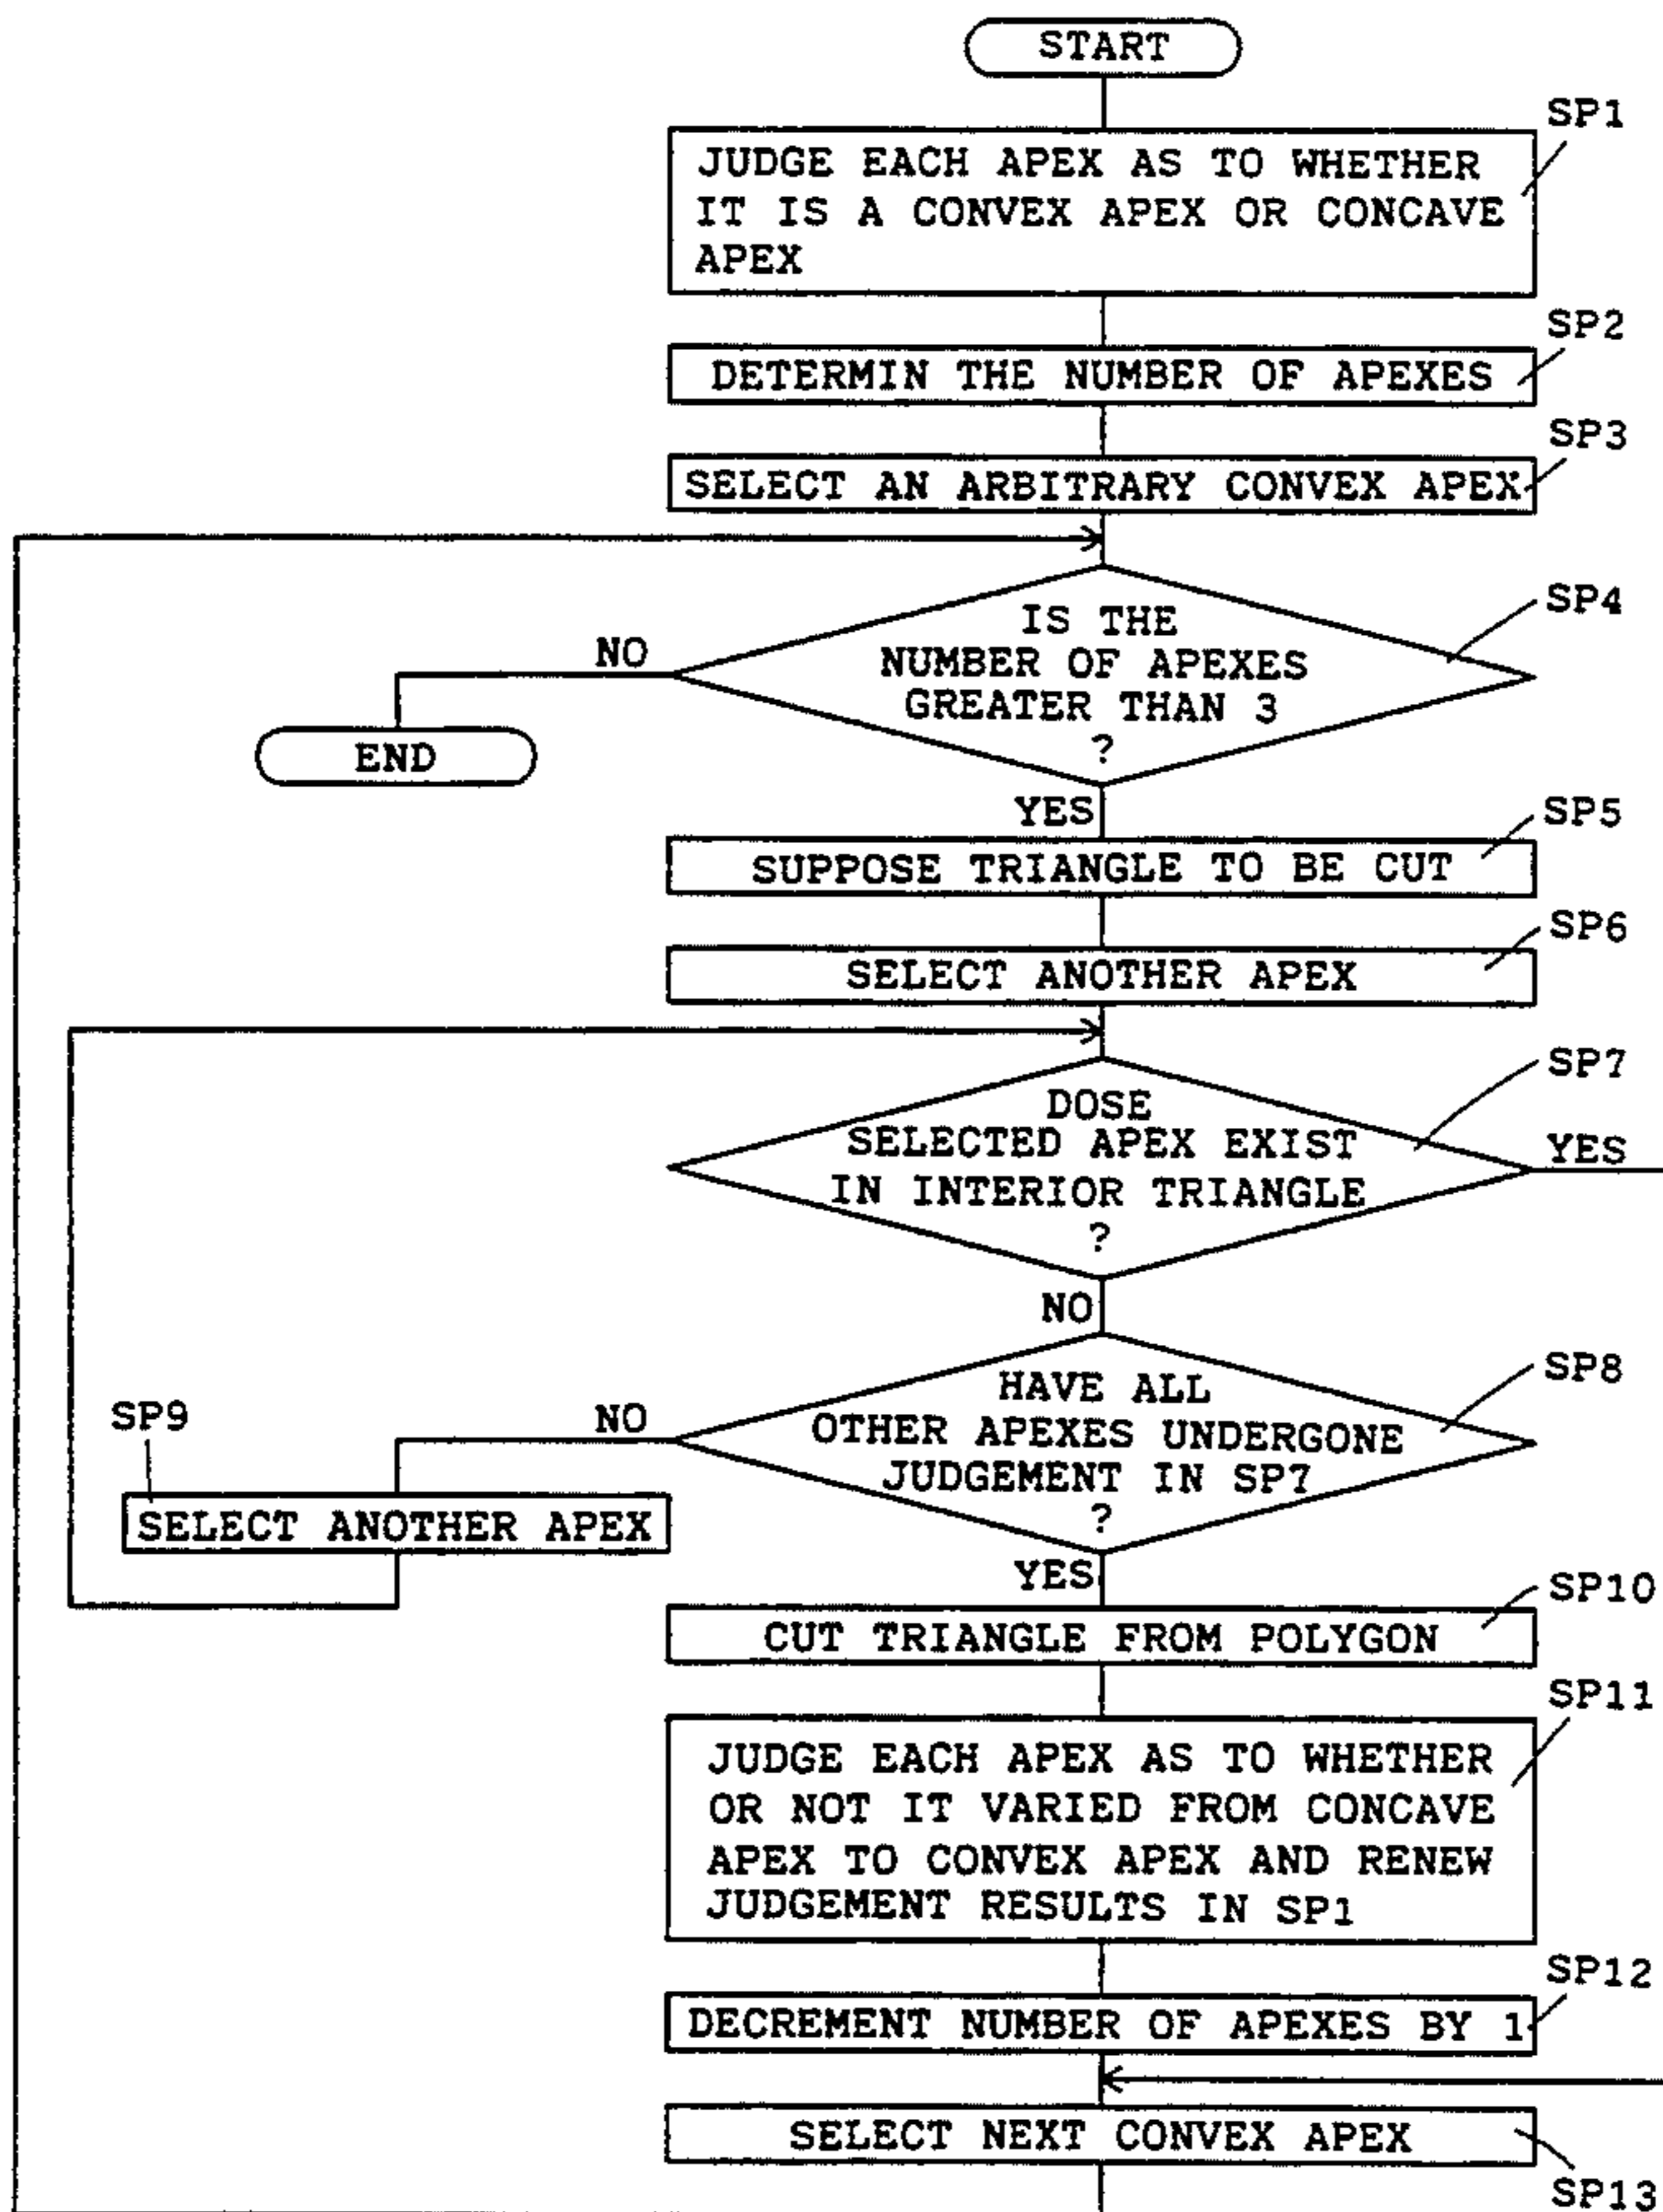 START
SP1
JUDGE EACH APEX AS TO WHETHER
IT IS A CONVEX APEX OR CONCAVE
APEX
SP2
DETERMIN THE NUMBER OF APEXES
SP3
SELECT AN ARBITRARY CONVEX APEX
SP4
IS THE
NUMBER OF APEXES
GREATER THAN 3
?
NO
END
YES
SP5
SUPPOSE TRIANGLE TO BE CUT
SP6
SELECT ANOTHER APEX
SP7
DOSE
SELECTED APEX EXIST
IN INTERIOR TRIANGLE
?
YES
NO
SP8
HAVE ALL
OTHER APEXES UNDERGONE
JUDGEMENT IN SP7
?
NO
SP9
SELECT ANOTHER APEX
YES
SP10
CUT TRIANGLE FROM POLYGON
SP11
JUDGE EACH APEX AS TO WHETHER
OR NOT IT VARIED FROM CONCAVE
APEX TO CONVEX APEX AND RENEW
JUDGEMENT RESULTS IN SP1
SP12
DECREMENT NUMBER OF APEXES BY 1
SELECT NEXT CONVEX APEX
SP13